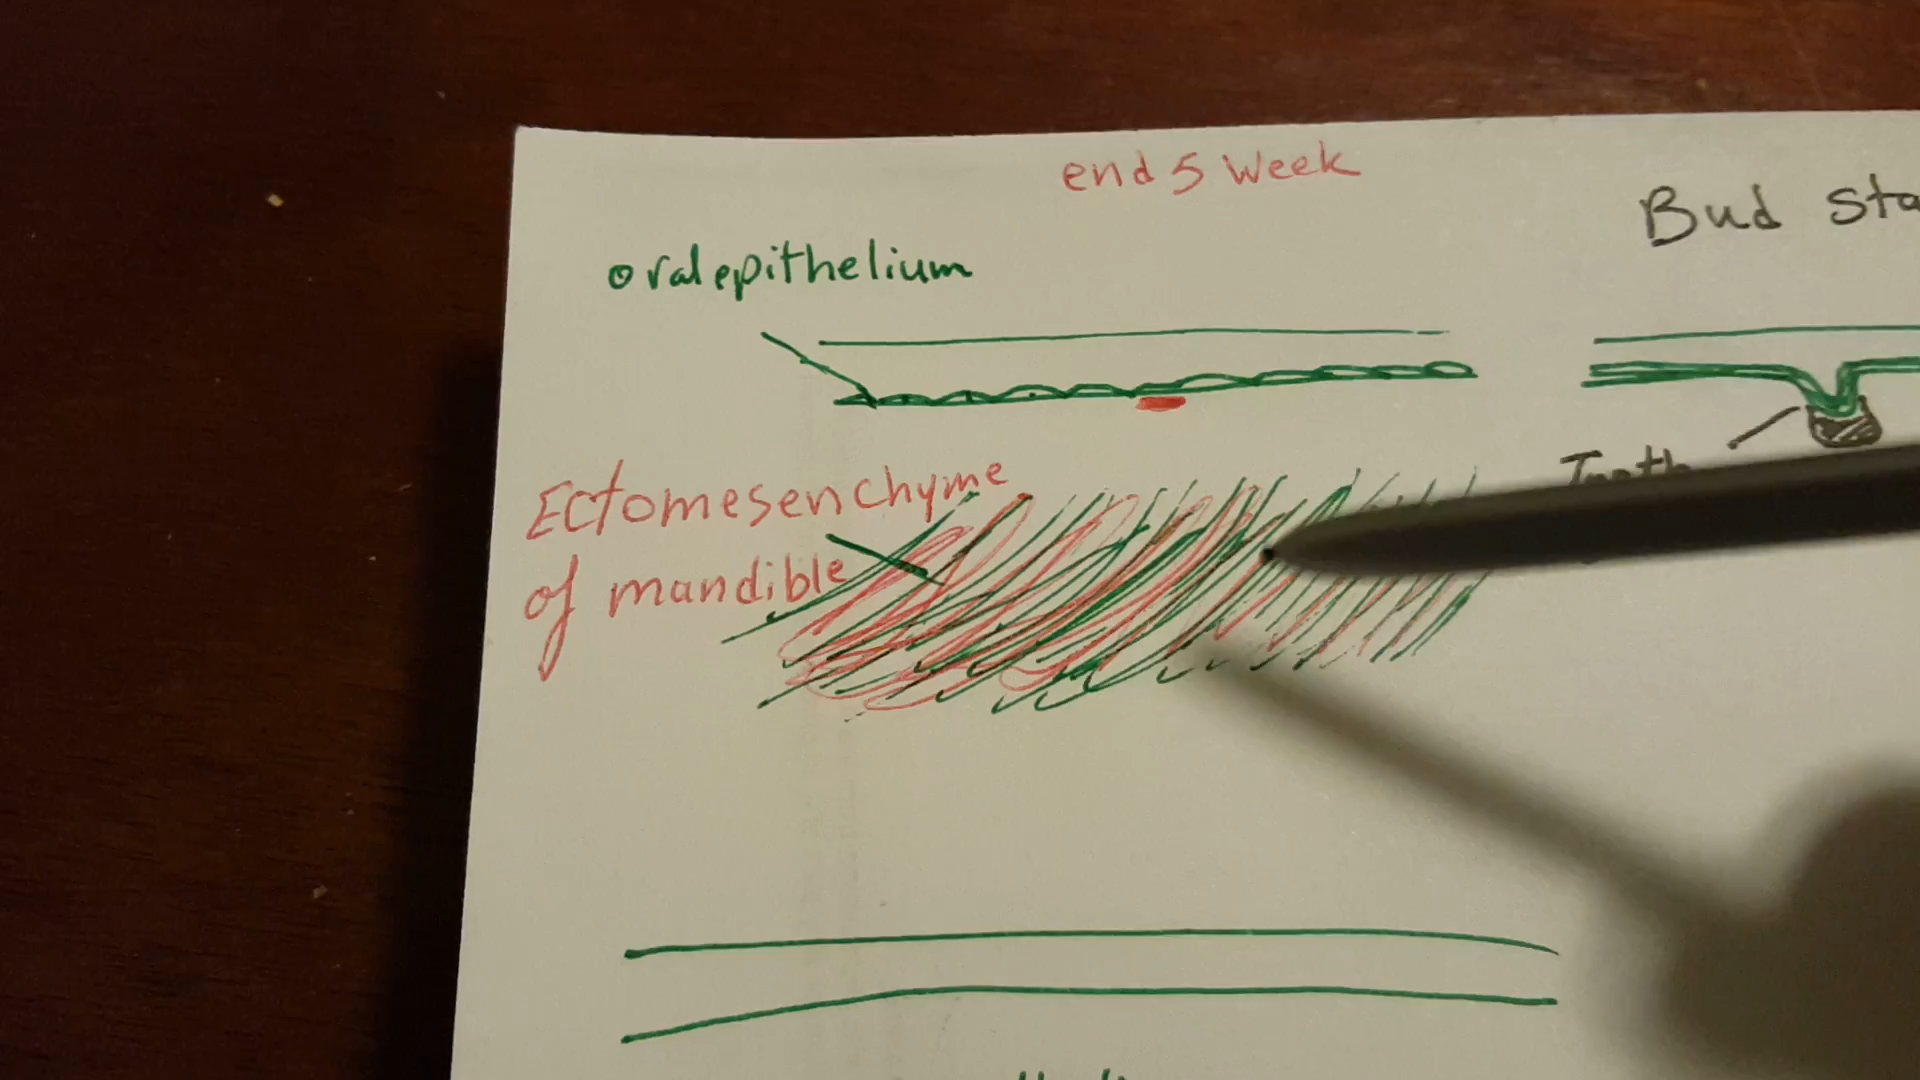 end 5 week
Bud Sta
oral epithelium
Ectomesenchyme
of mandible